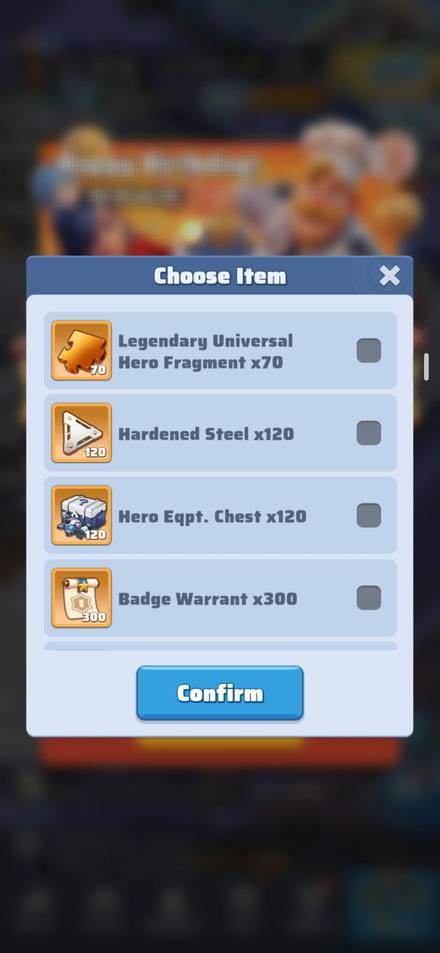 Choose Item
Legendary Universal
Hero Fragment x70
70
Hardened Steel x120
120
Hero Eqpt. Chest x120
120
Badge Warrant x300
300
Confirm